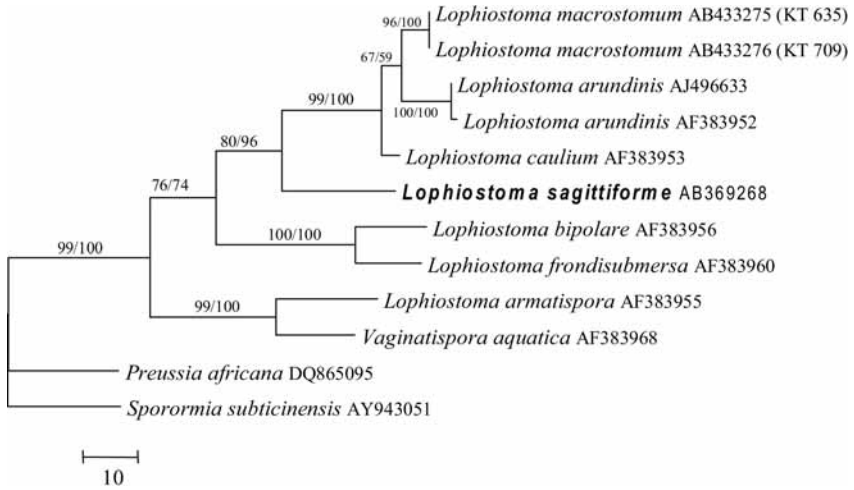 96/100
Lophiostoma macrostomum AB433275 (KT 635)
Lophiostoma macrostomum AB433276 (KT 709)
67/59
Lophiostoma arundinis AJ496633
99/100
100/100
Lophiostoma arundinis AF383952
80/96
Lophiostoma caulium AF383953
76/74
Lophiostoma sagittiforme AB369268
Lophiostoma bipolare AF383956
100/100
99/100
Lophiostoma frondisubmersa AF383960
Lophiostoma armatispora AF383955
99/100
Vaginatispora aquatica AF383968
Preussia africana DQ865095
Sporormia subticinensis AY943051
10